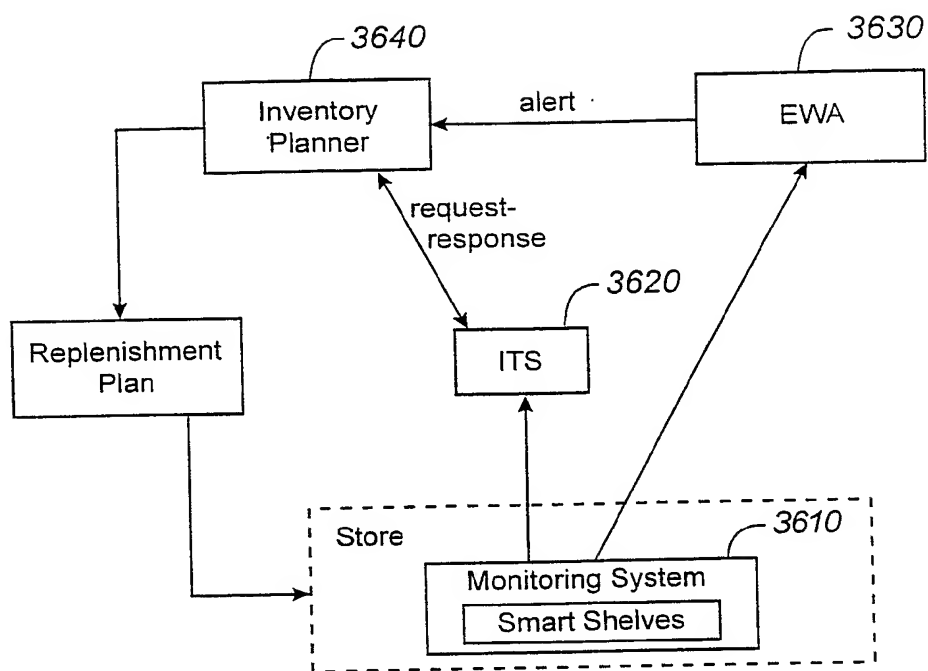 3640
3630
Inventory
Planner
alert
EWA
request-
response
3620
Replenishment
Plan
ITS
3610
Store
Monitoring System
Smart Shelves